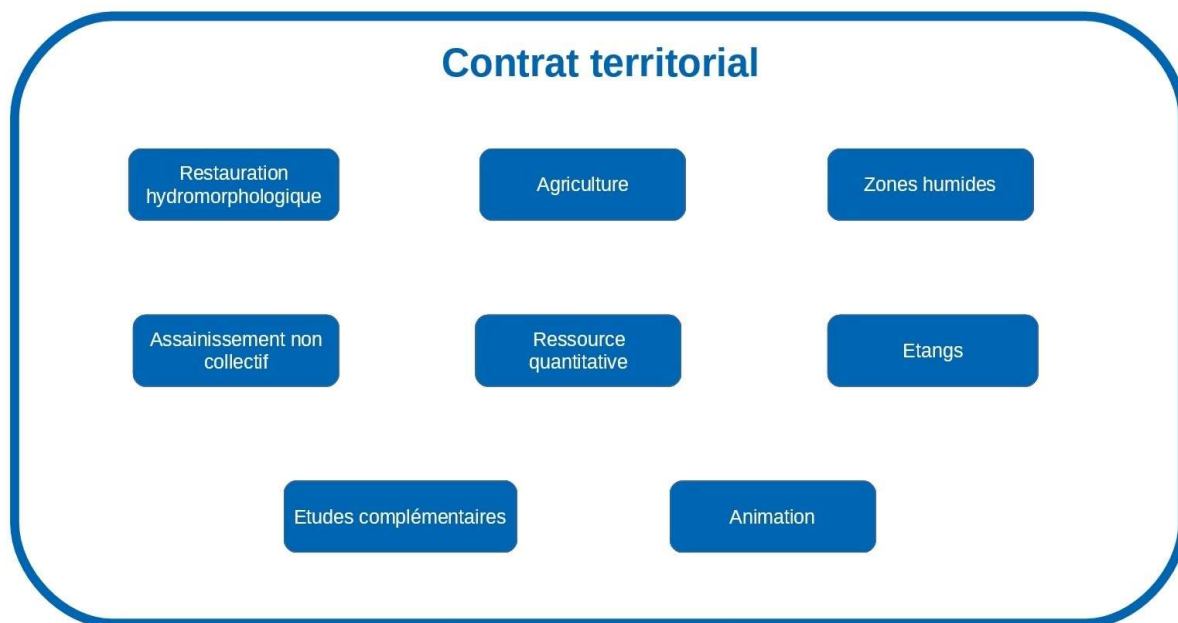 Contrat territorial
Restauration
hydromorphologique
Agriculture
Zones humides
Assainissement non
collectif
Ressource
quantitative
Etangs
Etudes complémentaires
Animation